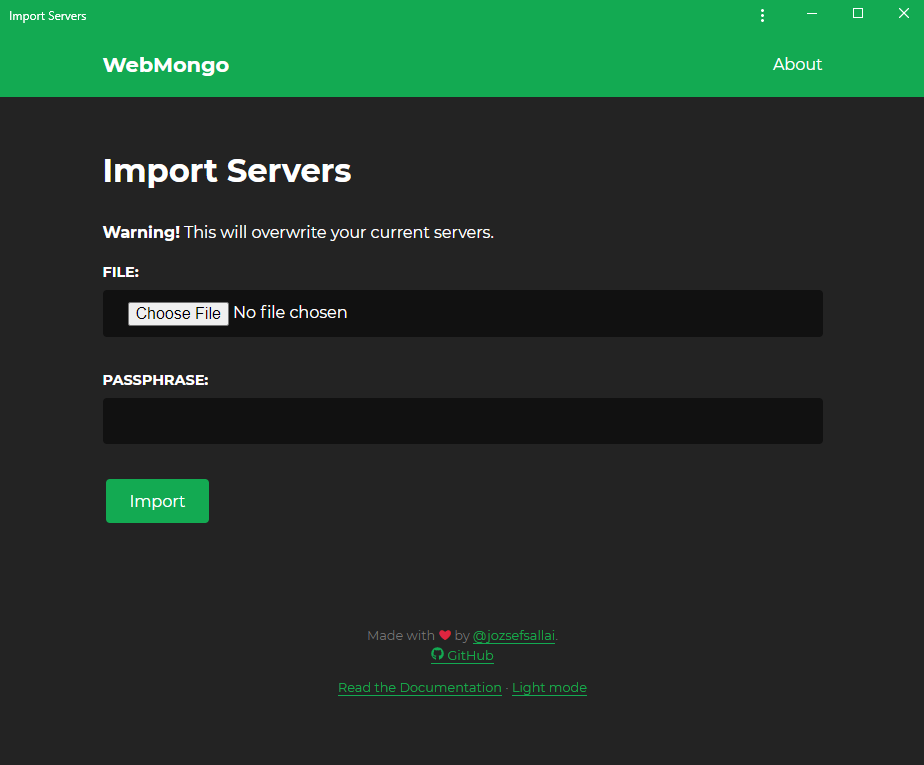 Import Servers
WebMongo
About
Import Servers
Warning! This will overwrite your current servers.
FILE:
Choose File No file chosen
PASSPHRASE:
Import
Made with ❤ by @jozsefsallai.
GitHub
Read the Documentation · Light mode